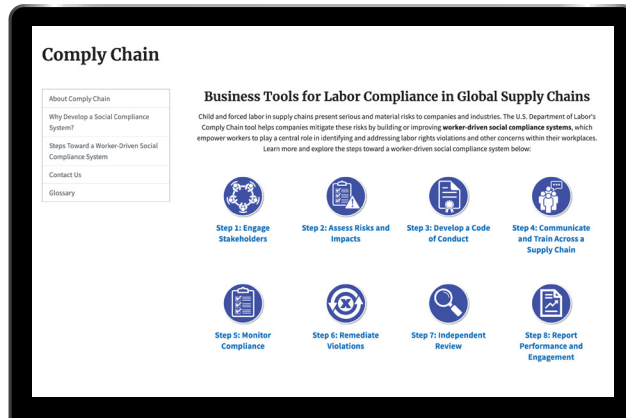 Comply Chain
About Comply Chain
Why Develop a Social Compliance
System?
Steps Toward a Worker-Driven Social
Compliance System
Contact Us
Glossary
Business Tools for Labor Compliance in Global Supply Chains
Child and forced labor in supply chains present serious and material risks to companies and industries. The U.S. Department of Labor's
Comply Chain tool helps companies mitigate these risks by building or improving worker-driven social compliance systems, which
empower workers to play a central role in identifying and addressing labor rights violations and other concerns within their workplaces.
Learn more and explore the steps toward a worker-driven social compliance system below:
Step 1: Engage
Stakeholders
Step 2: Assess Risks and
Impacts
Step 3: Develop a Code
of Conduct
Step 4: Communicate
and Train Across a
Supply Chain
Step 5: Monitor
Compliance
Step 6: Remediate
Violations
Step 7: Independent
Review
Step 8: Report
Performance and
Engagement